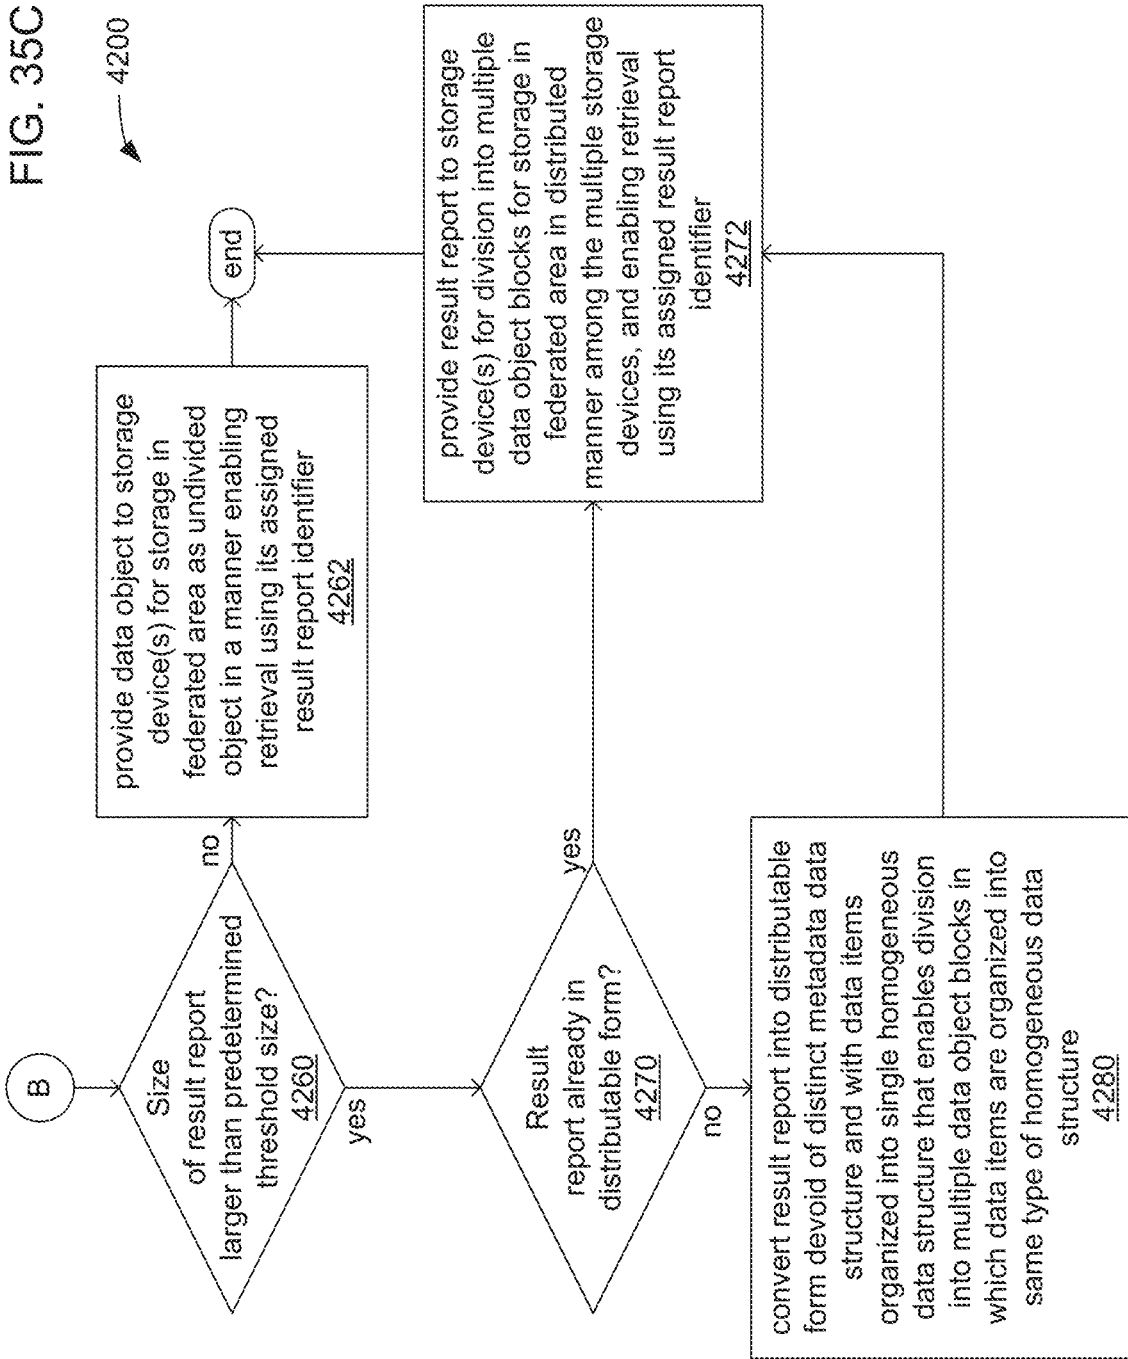 FIG. 35C
4200
B
Size
of result report
larger than predetermined
threshold size?
4260
no
yes
provide data object to storage
device(s) for storage in
federated area as undivided
object in a manner enabling
retrieval using its assigned
result report identifier
4262
end
Result
report already in
distributable form?
4270
yes
no
provide result report to storage
device(s) for division into multiple
data object blocks for storage in
federated area in distributed
manner among the multiple storage
devices, and enabling retrieval
using its assigned result report
identifier
4272
convert result report into distributable
form devoid of distinct metadata data
structure and with data items
organized into single homogeneous
data structure that enables division
into multiple data object blocks in
which data items are organized into
same type of homogeneous data
structure
4280